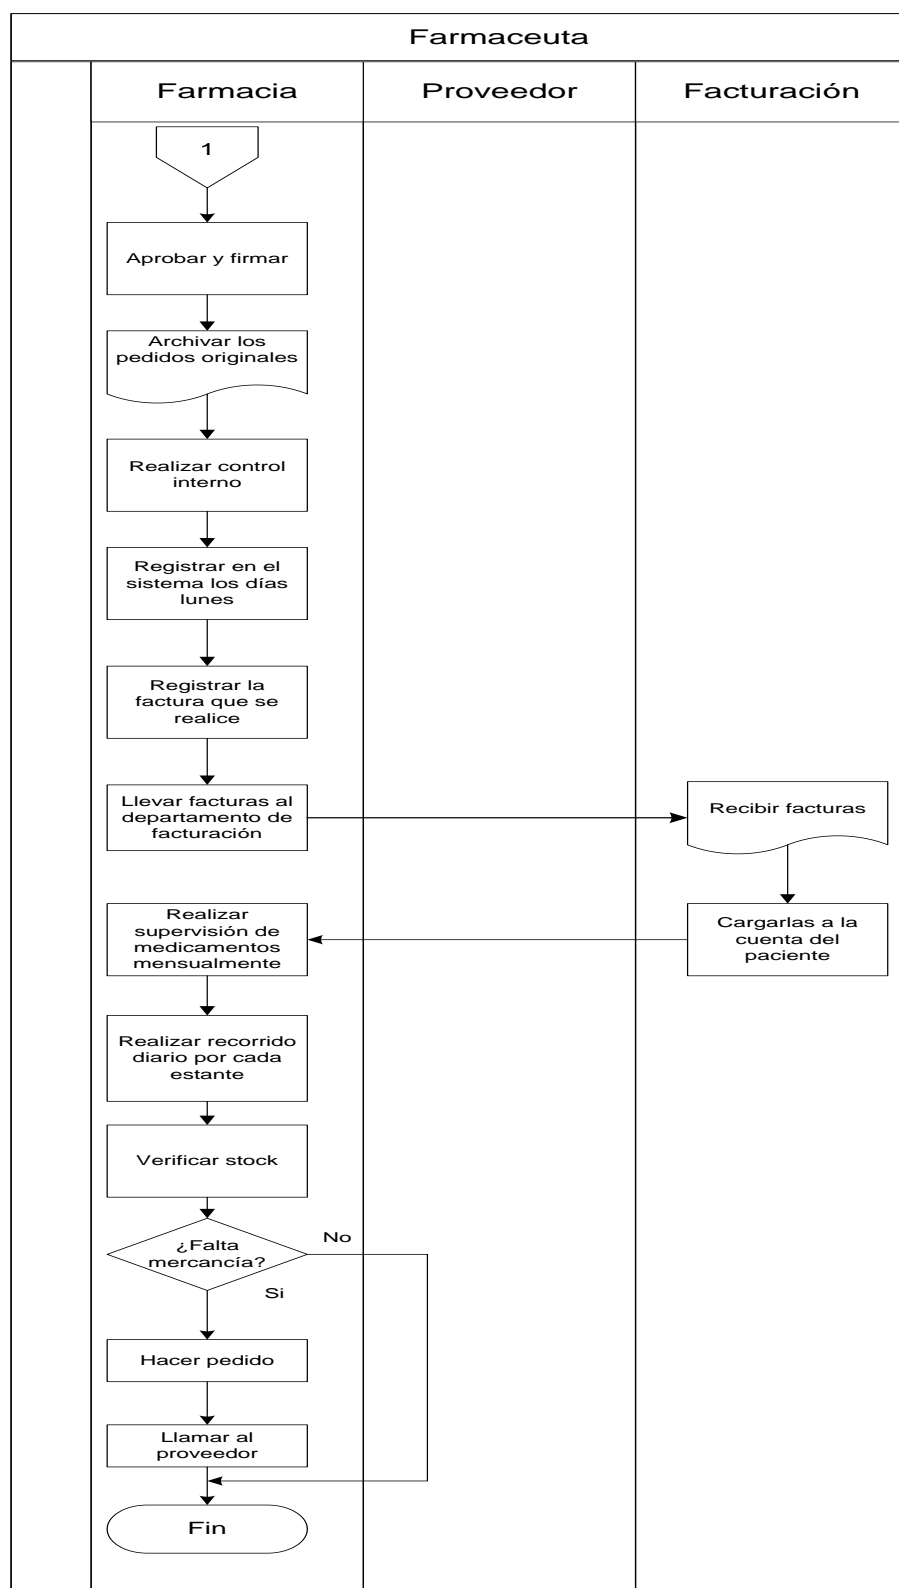 Farmaceuta
Farmacia
Proveedor
Facturación
1
Aprobar y firmar
Archivar los
pedidos originales
Realizar control
interno
Registrar en el
sistema los días
lunes
Registrar la
factura que se
realice
Llevar facturas al
departamento de
facturación
Recibir facturas
Cargarlas a la
cuenta del
paciente
Realizar
supervisión de
medicamentos
mensualmente
Realizar recorrido
diario por cada
estante
Verificar stock
¿Falta
mercancía?
No
Si
Hacer pedido
Llamar al
proveedor
Fin